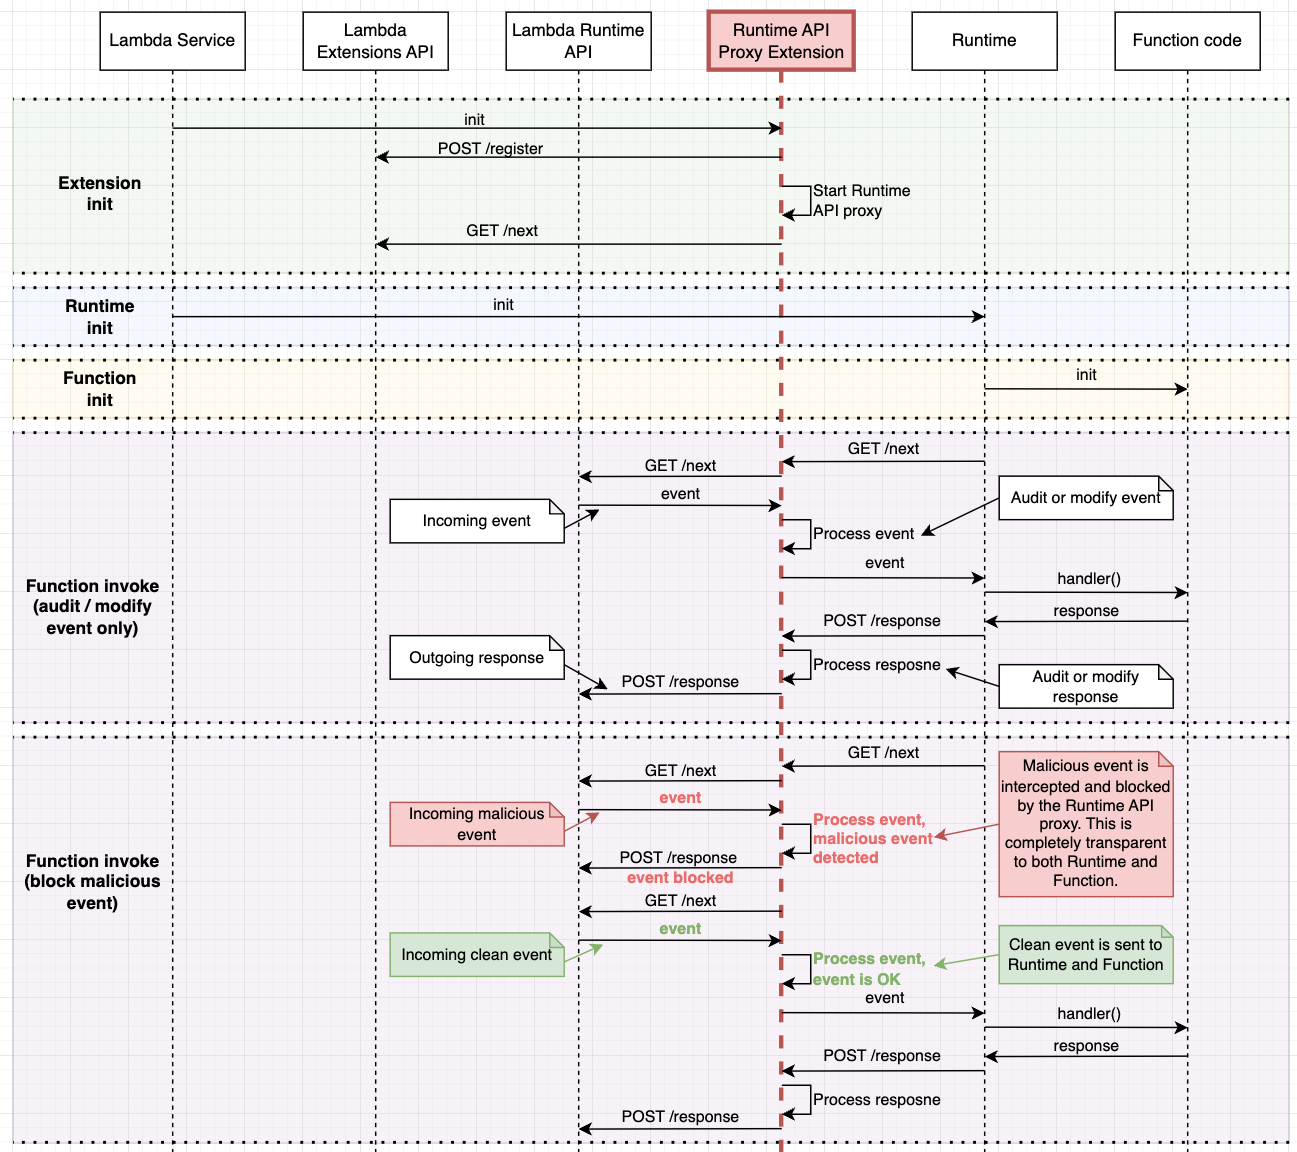 Lambda Service
Lambda
Extensions API
Lambda Runtime
API
Runtime API
Proxy Extension
Runtime
Function code
Extension
init
init
POST /register
Start Runtime
API proxy
GET /next
Runtime
init
init
Function
init
init
Function invoke
(audit / modify
event only)
GET /next
GET /next
event
Incoming event
Audit or modify event
Process event
event
handler()
response
POST /response
Outgoing response
Process resposne
POST /response
Audit or modify
response
Function invoke
(block malicious
event)
GET /next
GET /next
event
Incoming malicious
event
Process event,
malicious event
detected
Malicious event is
intercepted and blocked
by the Runtime API
proxy. This is
completely transparent
to both Runtime and
Function.
POST /response
event blocked
GET /next
event
Incoming clean event
Process event,
event is OK
Clean event is sent to
Runtime and Function
event
handler()
response
POST /response
Process resposne
POST /response